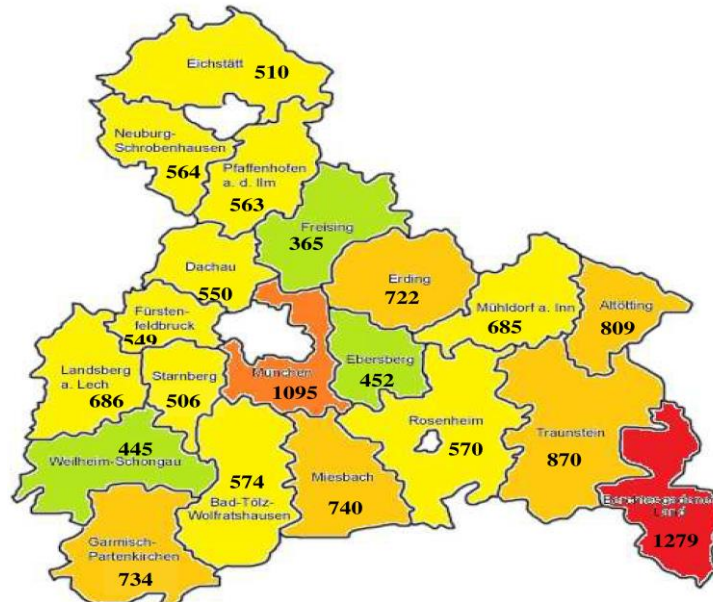 Eichstätt 510
Neuburg-
Schrobenhausen
564
Pfaffenhofen
a. d. Ilm
563
Freising
365
Dachau
550
Erding
722
Mühldorf a. Inn
685
Altötting
809
Fürsten-
feldbruck
549
München
1095
Ebersberg
452
Landsberg
a. Lech
686
Starnberg
506
Rosenheim
570
Traunstein
870
445
Weilheim-Schongau
574
Bad-Tölz-
Wolfratshausen
Miesbach
740
Land
1279
Garmisch-
Partenkirchen
734